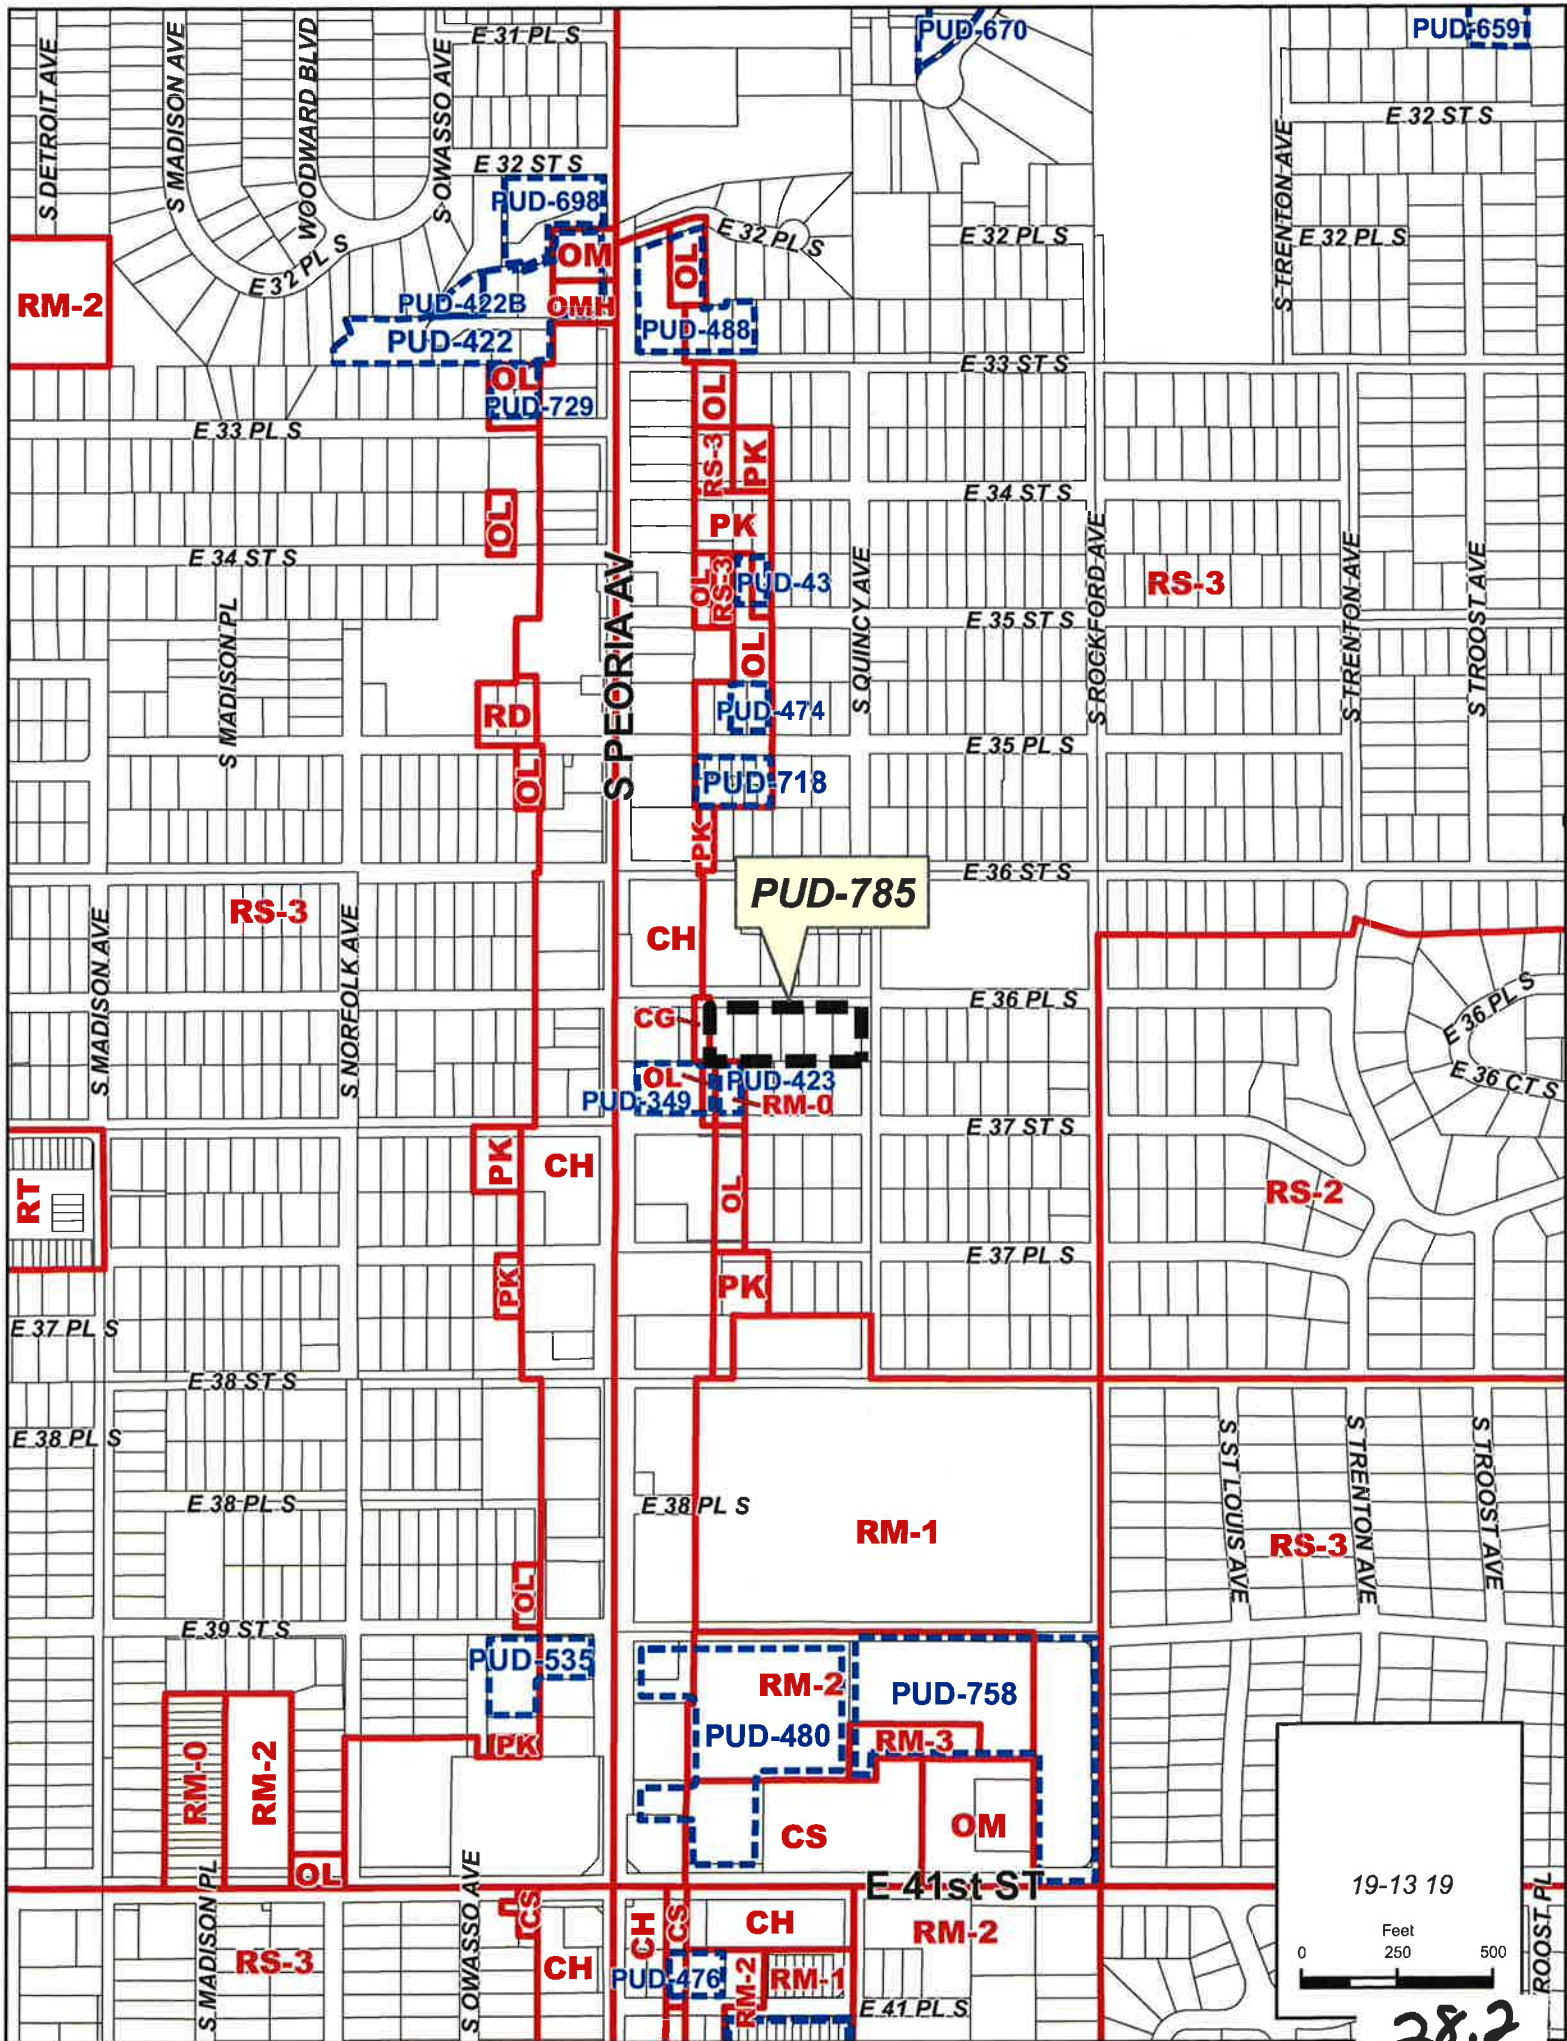 E 31 PL S
PUD-670
PUD-659
S DETROIT AVE
S MADISON AVE
WOODWARD BLVD
S OWASSO AVE
E 32 ST S
E 32 ST S
S TRENTON AVE
PUD-698
E 32 PL S
E 32 PL S
E 32 PL S
E 32 PL S
OM
OL
RM-2
PUD-422B
OMH
PUD-488
PUD-422
E 33 ST S
OL
PUD-729
OL
E 33 PL S
RS-3
PK
E 34 ST S
OL
PK
E 34 ST S
OL
RS-3
PUD-43
RS-3
S PEORIA AV
S QUINCY AVE
S ROCKFORD AVE
S TRENTON AVE
S TROOST AVE
E 35 ST S
S MADISON PL
OL
RD
PUD-474
E 35 PL S
OL
PUD-718
PK
E 36 ST S
PUD-785
RS-3
CH
S MADISON AVE
S NORFOLK AVE
E 36 PL S
E 36 PL S
CG
OL
PUD-423
E 36 CT S
PUD-349
RM-0
E 37 ST S
PK
CH
RT
OL
RS-2
E 37 PL S
PK
PK
E 37 PL S
E 38 ST S
E 38 PL S
S ST LOUIS AVE
S TRENTON AVE
S TROOST AVE
E 38 PL S
E 38 PL S
RM-1
RS-3
OL
E 39 ST S
PUD-535
RM-2
PUD-758
PUD-480
RM-3
PK
RM-0
RM-2
CS
OM
OL
E 41st ST
19-13 19
S MADISON PL
S OWASSO AVE
CS
CH
CS
CH
RM-2
ROOST PL
Feet
0 250 500
RS-3
CH
PUD-476
RM-2
RM-1
E 41 PL S
28.2